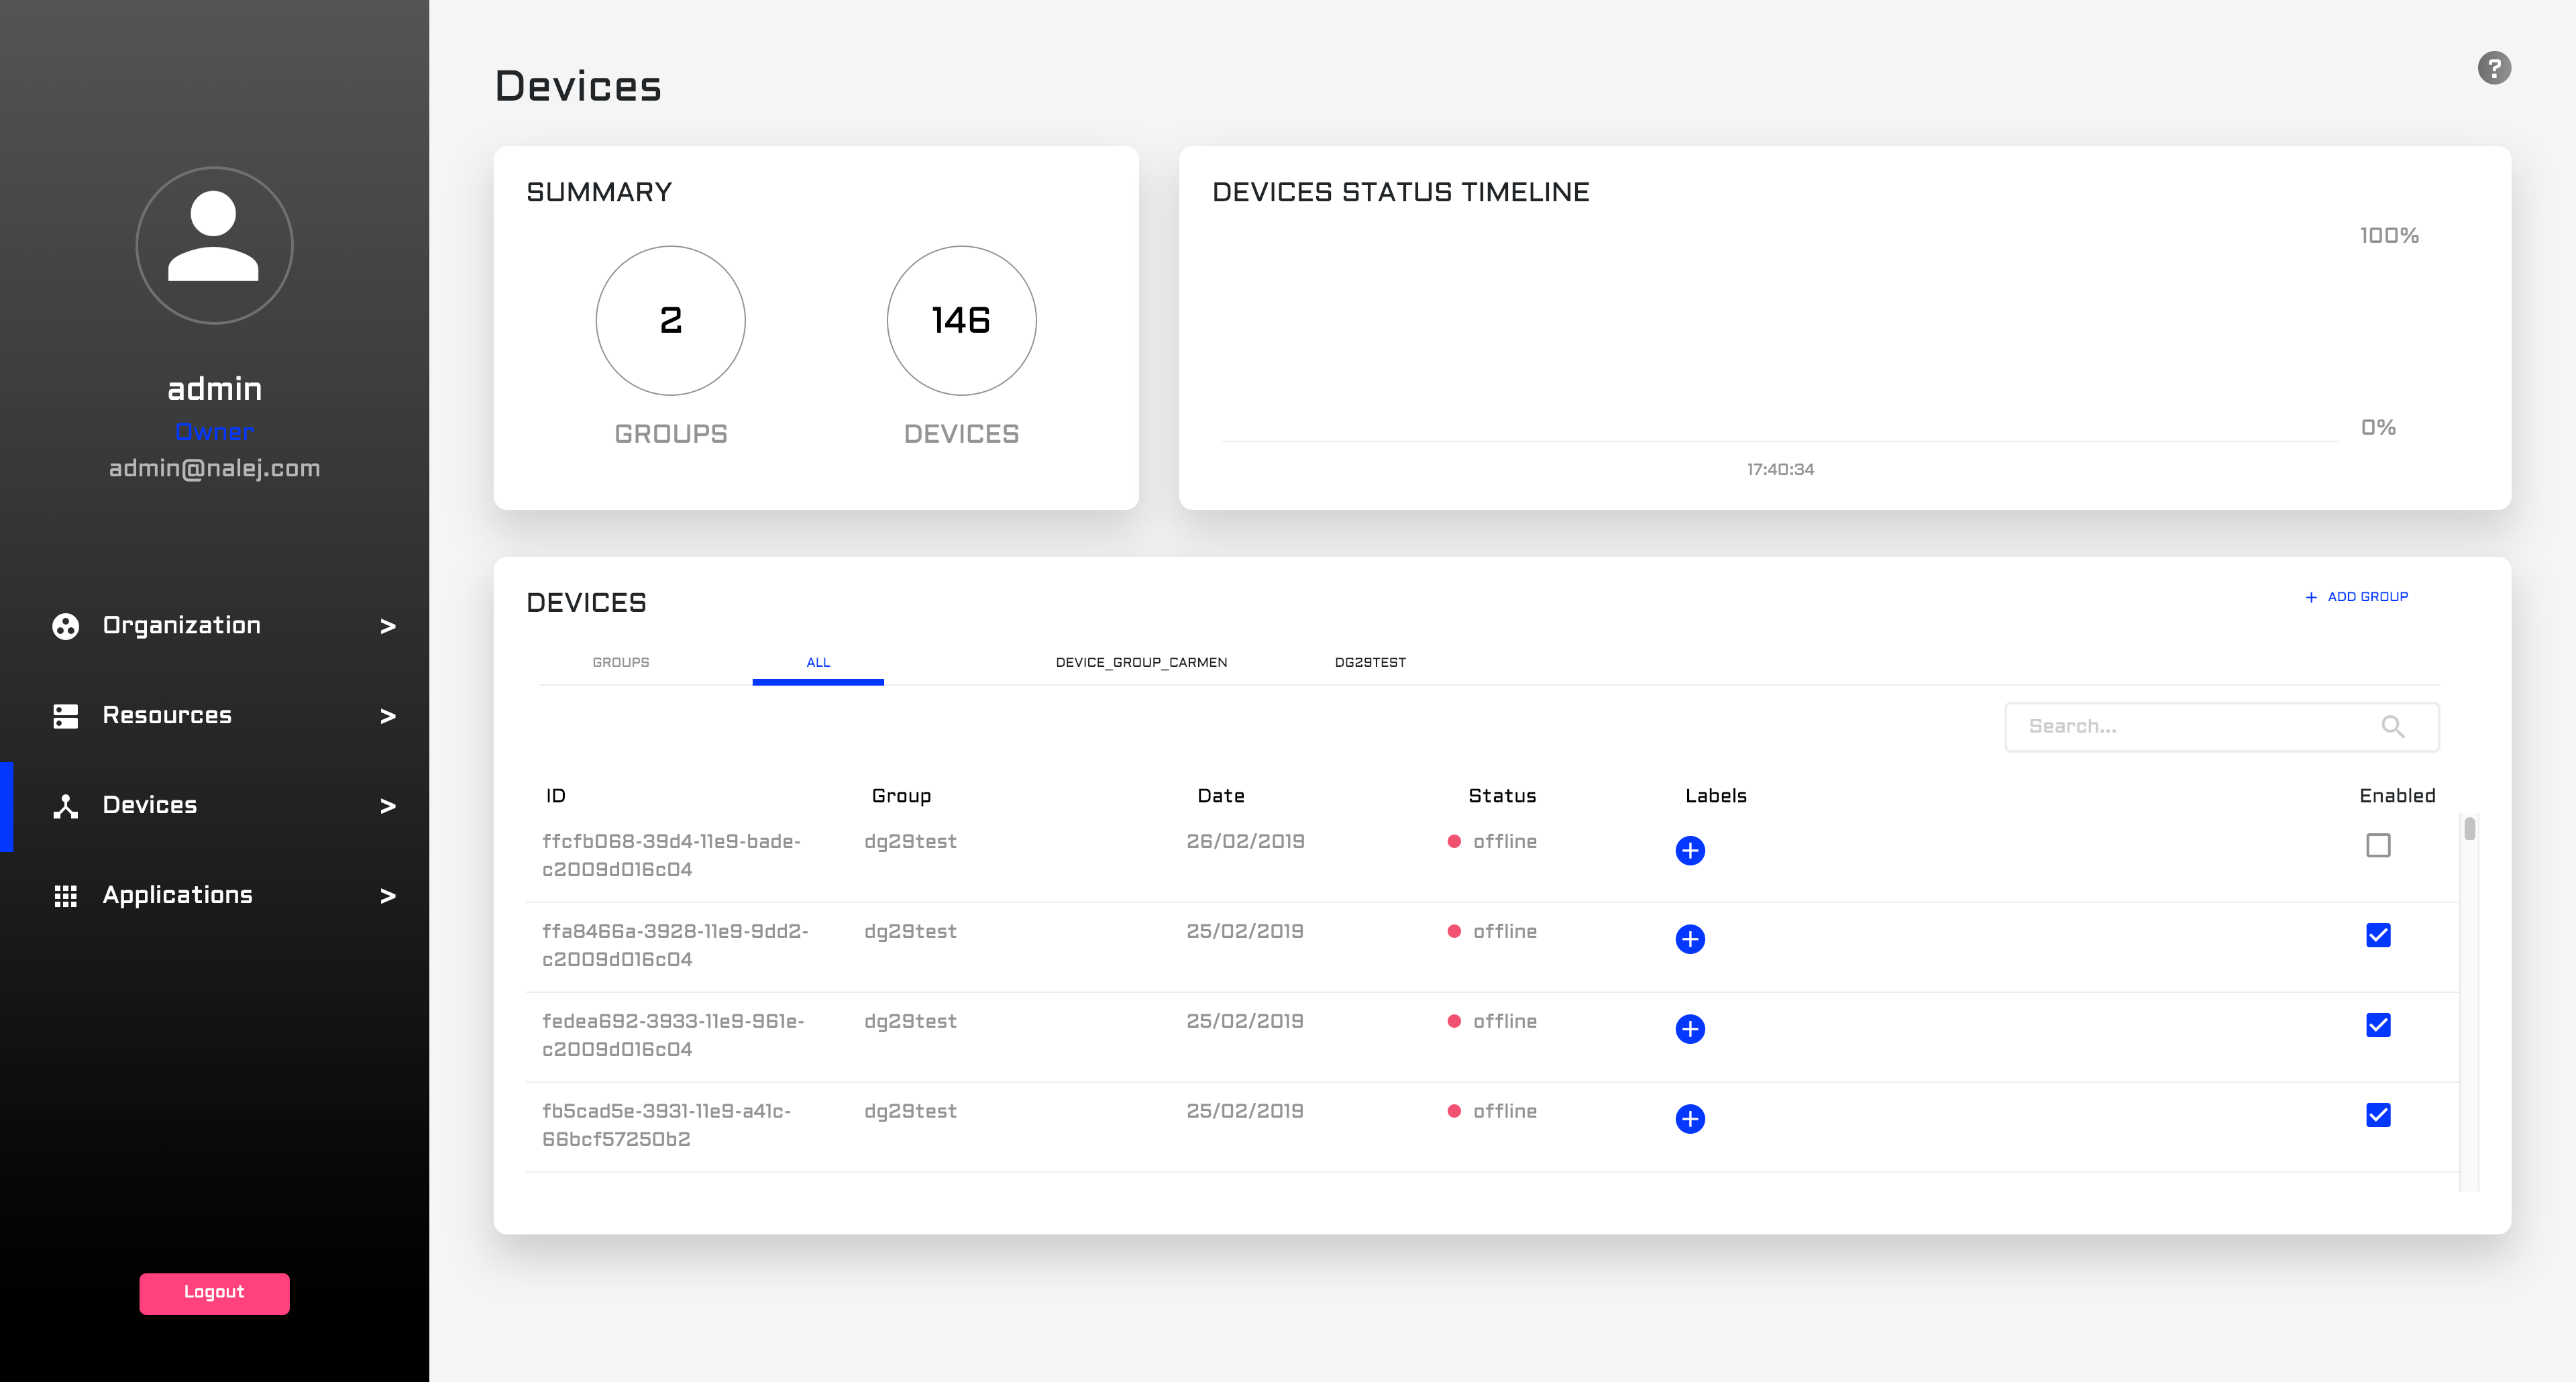 admin
Owner
admin@nalej.com
Organization >
Resources >
Devices >
Applications >
Logout
Devices
?
SUMMARY
2
146
GROUPS
DEVICES
DEVICES STATUS TIMELINE
100%
0%
17:40:34
DEVICES
+ ADD GROUP
GROUPS ALL DEVICE_GROUP_CARMEN DG29TEST
Search...
ID Group Date Status Labels Enabled
ffcfb068-39d4-11e9-bade- dg29test 26/02/2019 offline
c2009d016c04
ffa8466a-3928-11e9-9dd2- dg29test 25/02/2019 offline
c2009d016c04
fedea692-3933-11e9-961e- dg29test 25/02/2019 offline
c2009d016c04
fb5cad5e-3931-11e9-a41c- dg29test 25/02/2019 offline
66bcf57250b2